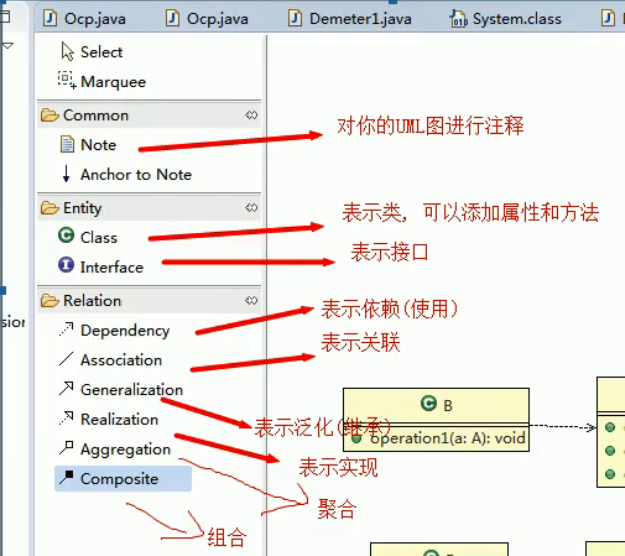 Ocp.java
Ocp.java
Demeter1.java
System.class
Select
Marquee
Common
Note
对你的UML图进行注释
Anchor to Note
Entity
表示类, 可以添加属性和方法
Class
表示接口
Interface
Relation
表示依赖(使用)
Dependency
表示关联
Association
Generalization
B
表示泛化(继承)
Realization
operation1(a: A): void
Aggregation
表示实现
Composite
聚合
组合